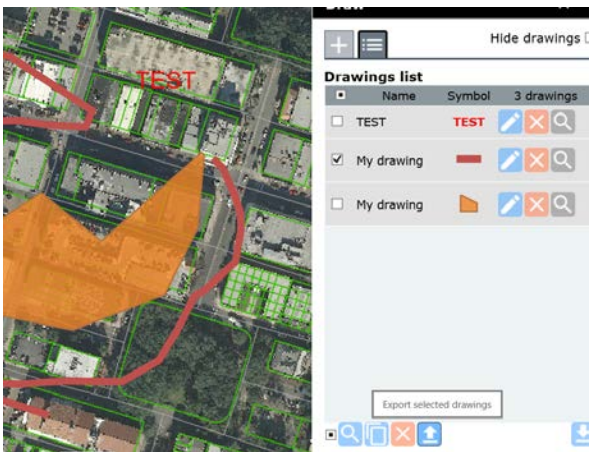 Draw
Hide drawings
TEST
Drawings list
Name Symbol 3 drawings
TEST TEST
My drawing
My drawing
Export selected drawings